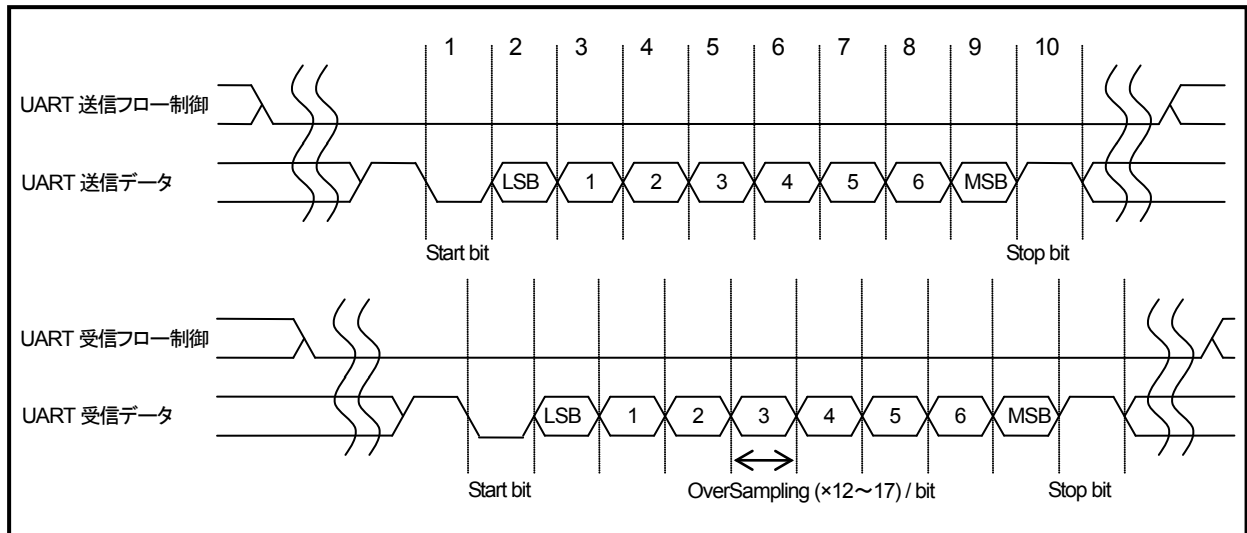 1 2 3 4 5 6 7 8 9 10
UART 送信フロー制御
UART 送信データ
LSB 1 2 3 4 5 6 MSB
Start bit Stop bit
UART 受信フロー制御
UART 受信データ
LSB 1 2 3 4 5 6 MSB
Start bit OverSampling (×12～17) / bit Stop bit